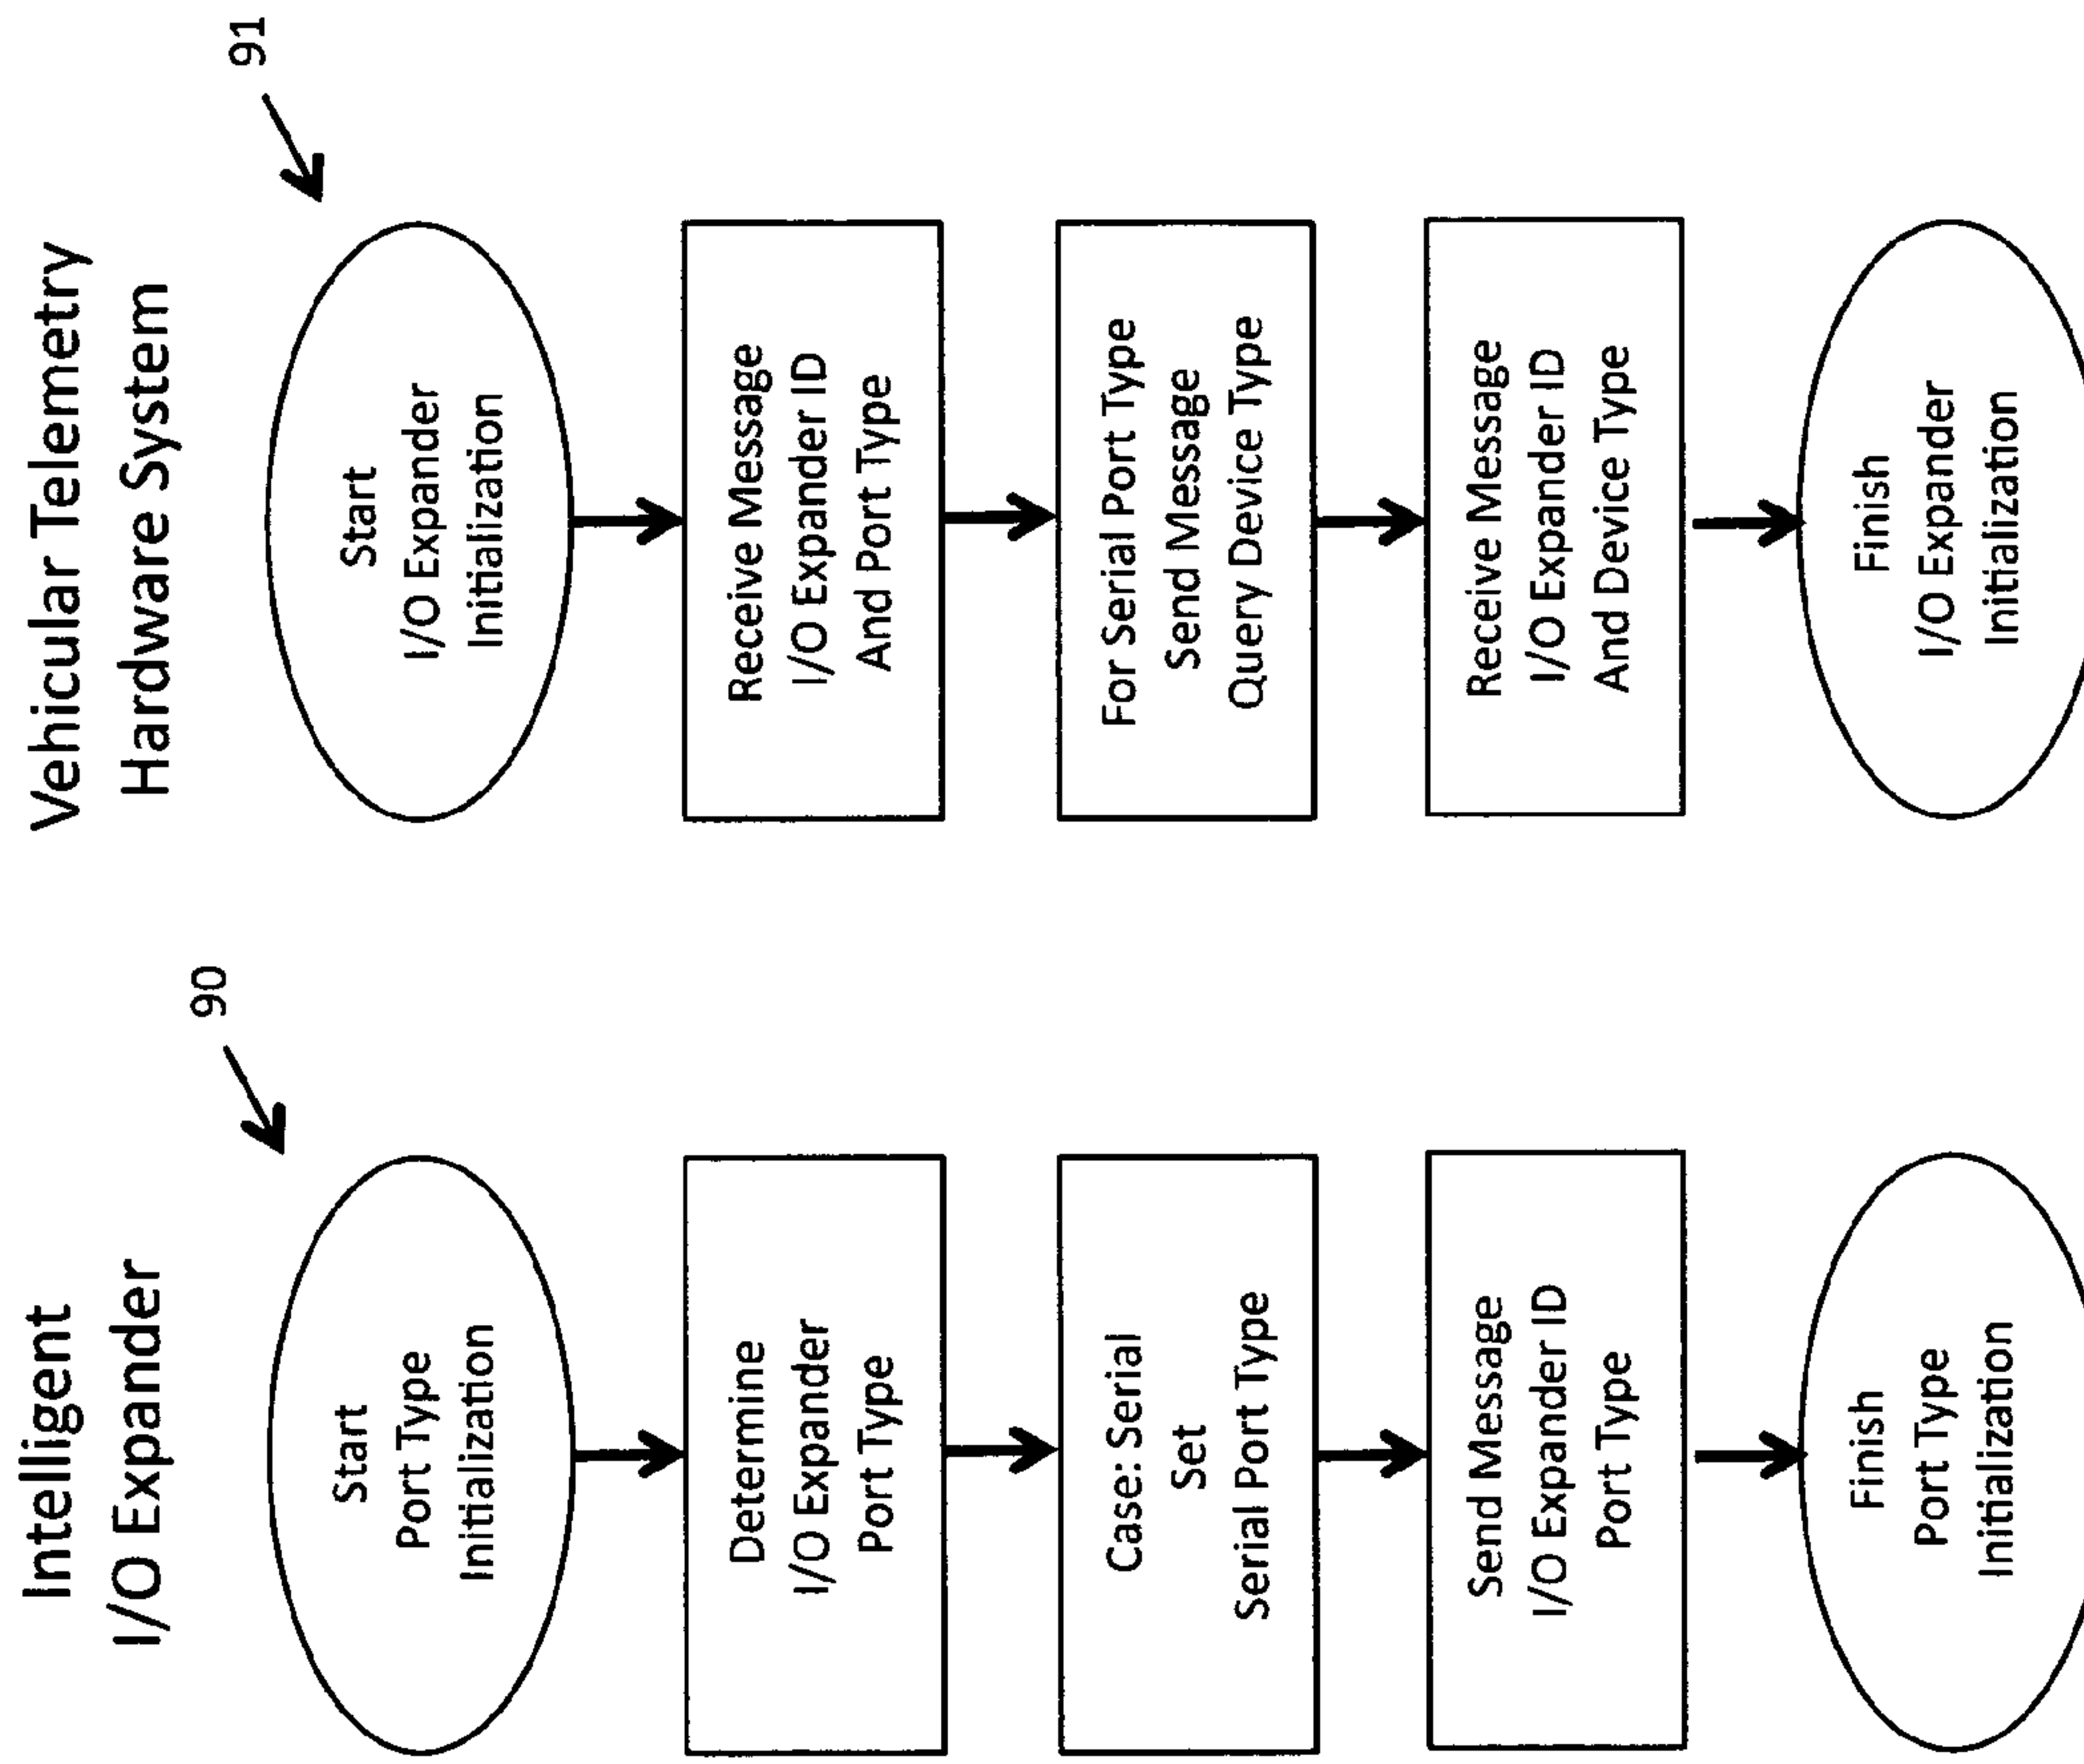 Intelligent
I/O Expander
90
Start
Port Type
Initialization
Determine
I/O Expander
Port Type
Case: Serial
Set
Serial Port Type
Send Message
I/O Expander ID
Port Type
Finish
Port Type
Initialization
Vehicular Telemetry
Hardware System
91
Start
I/O Expander
Initialization
Receive Message
I/O Expander ID
And Port Type
For Serial Port Type
Send Message
Query Device Type
Receive Message
I/O Expander ID
And Device Type
Finish
I/O Expander
Initialization